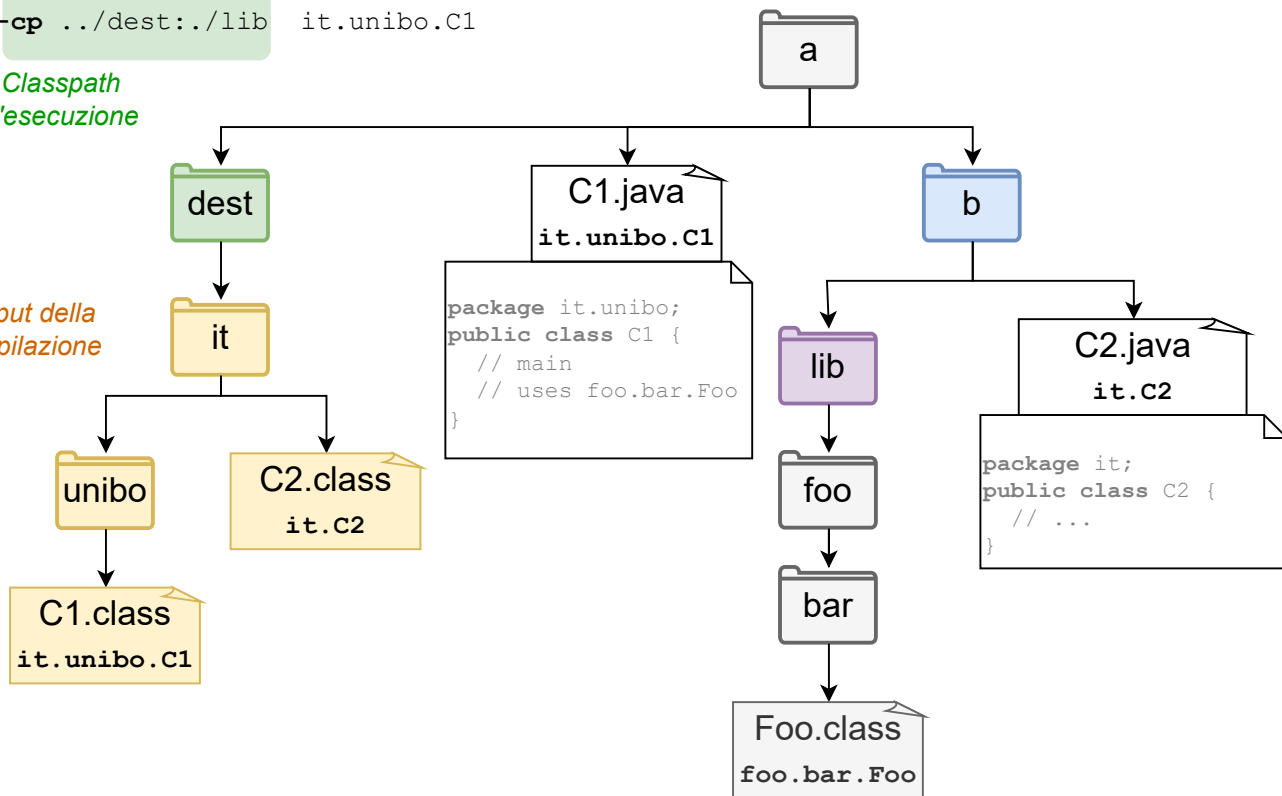 -cp ../dest:./lib it.unibo.C1
Classpath
l'esecuzione
a
dest
C1.java
it.unibo.C1
b
package it.unibo;
public class C1 {
// main
// uses foo.bar.Foo
}
it
lib
C2.java
it.C2
package it;
public class C2 {
// ...
}
unibo
C2.class
it.C2
foo
C1.class
it.unibo.C1
bar
Foo.class
foo.bar.Foo
della